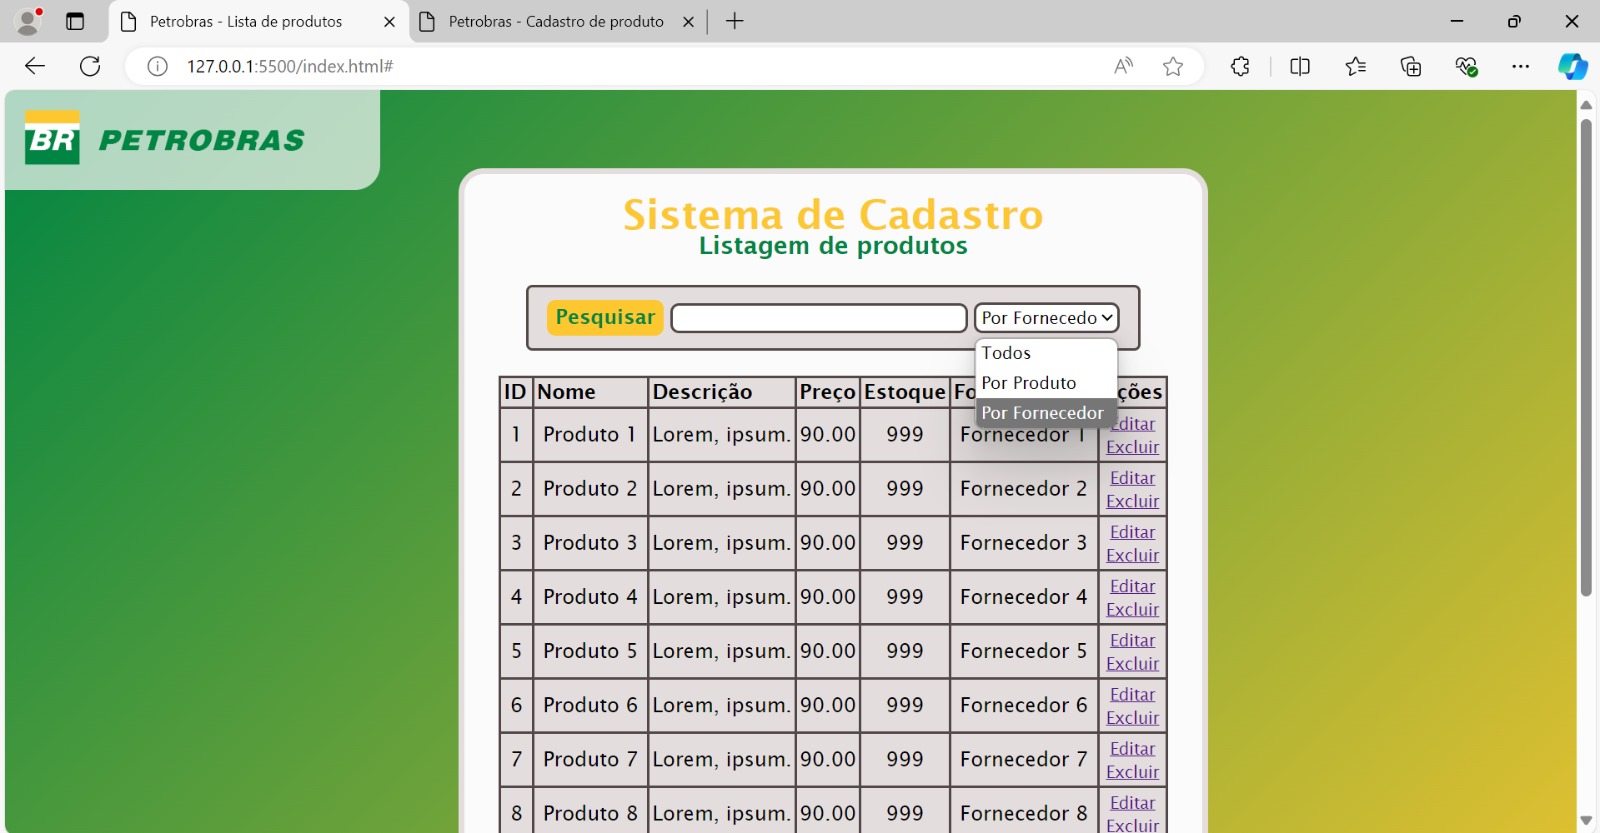 Petrobras - Lista de produtos
Petrobras - Cadastro de produto
127.0.0.1:5500/index.html#
BR PETROBRAS
Sistema de Cadastro
Listagem de produtos
Pesquisar Por Fornecedo
Todos
Por Produto
Por Fornecedor
ID Nome Descrição Preço Estoque Fo ções
1 Produto 1 Lorem, ipsum. 90.00 999 Fornecedor 1 Editar
Excluir
2 Produto 2 Lorem, ipsum. 90.00 999 Fornecedor 2 Editar
Excluir
3 Produto 3 Lorem, ipsum. 90.00 999 Fornecedor 3 Editar
Excluir
4 Produto 4 Lorem, ipsum. 90.00 999 Fornecedor 4 Editar
Excluir
5 Produto 5 Lorem, ipsum. 90.00 999 Fornecedor 5 Editar
Excluir
6 Produto 6 Lorem, ipsum. 90.00 999 Fornecedor 6 Editar
Excluir
7 Produto 7 Lorem, ipsum. 90.00 999 Fornecedor 7 Editar
Excluir
8 Produto 8 Lorem, ipsum. 90.00 999 Fornecedor 8 Editar
Excluir